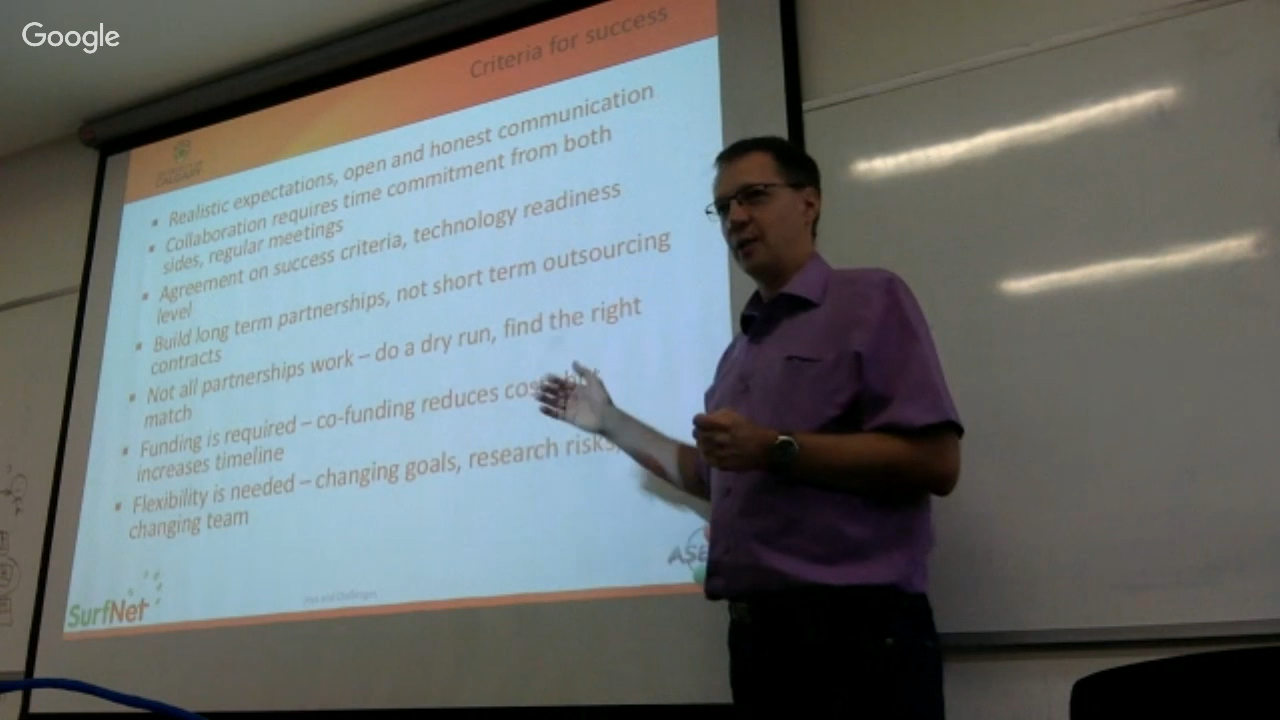 Google
Criteria for success
CALGARY
▪ Realistic expectations, open and honest communication
▪ Collaboration requires time commitment from both
sides, regular meetings
▪ Agreement on success criteria, technology readiness
level
▪ Build long term partnerships, not short term outsourcing
contracts
▪ Not all partnerships work – do a dry run, find the right
match
▪ Funding is required – co-funding reduces
increases timeline
▪ Flexibility is needed – changing goals, research risks,
changing team
SurfNet
and Challenges